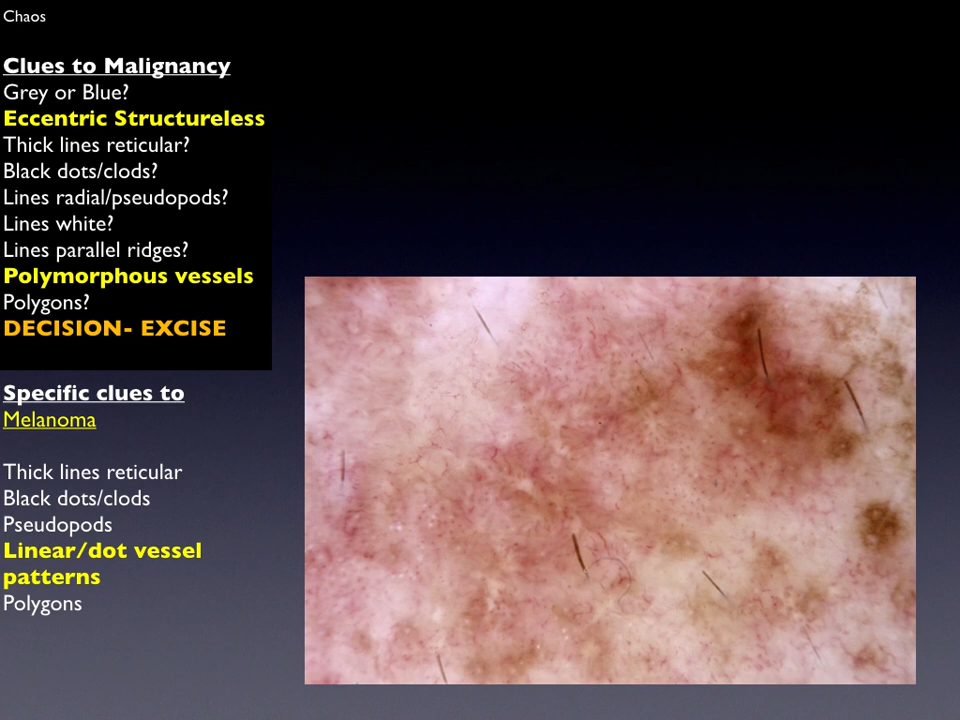 Chaos
Clues to Malignancy
Grey or Blue?
Eccentric Structureless
Thick lines reticular?
Black dots/clods?
Lines radial/pseudopods?
Lines white?
Lines parallel ridges?
Polymorphous vessels
Polygons?
DECISION- EXCISE
Specific clues to
Melanoma
Thick lines reticular
Black dots/clods
Pseudopods
Linear/dot vessel
patterns
Polygons